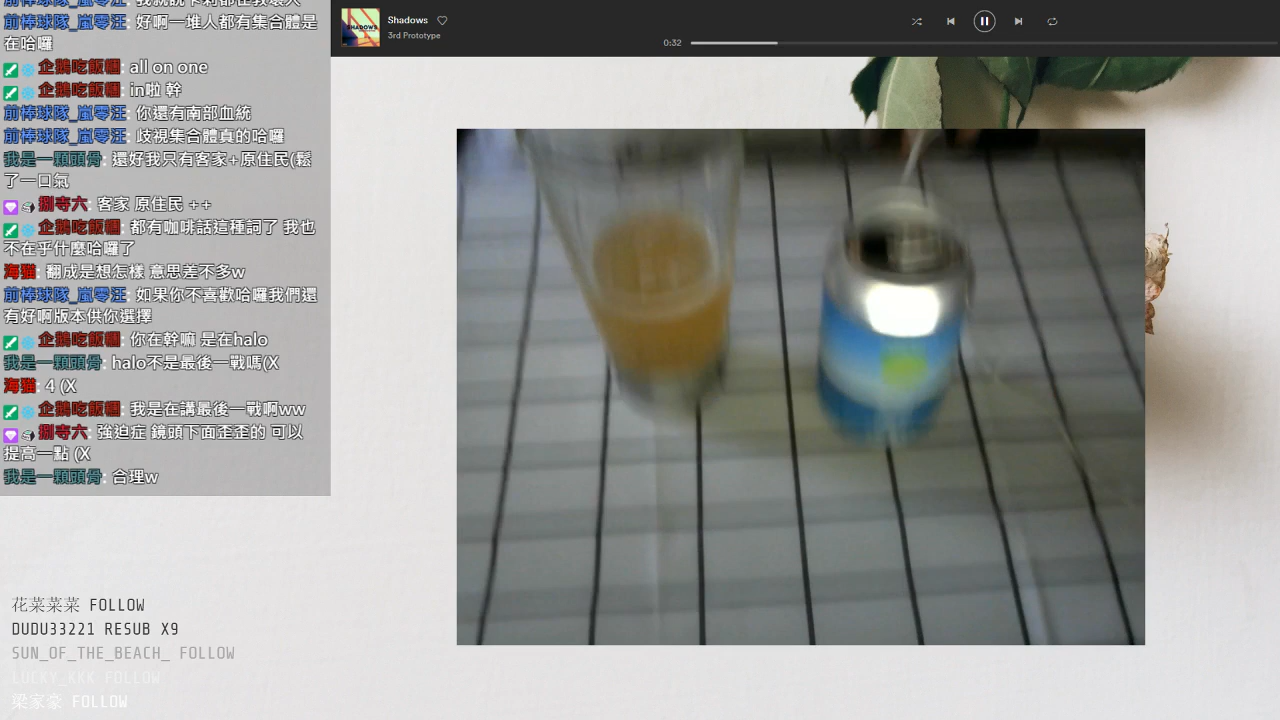 前棒球隊_嵐零汪: 好啊一堆人都有集合體是
在哈囉
企鵝吃飯糰: all on one
企鵝吃飯糰: in啦 幹
前棒球隊_嵐零汪: 你還有南部血統
前棒球隊_嵐零汪: 歧視集合體真的哈囉
我是一顆頭骨: 還好我只有客家+原住民(鬆
了一口氣
捌寺六: 客家 原住民 ++
企鵝吃飯糰: 都有咖啡話這種詞了 我也
不在乎什麼哈囉了
海貓: 翻成是想怎樣 意思差不多w
前棒球隊_嵐零汪: 如果你不喜歡哈囉我們還
有好啊版本供你選擇
企鵝吃飯糰: 你在幹嘛 是在halo
我是一顆頭骨: halo不是最後一戰嗎(X
海貓: 4 (X
企鵝吃飯糰: 我是在講最後一戰啊ww
捌寺六: 強迫症 鏡頭下面歪歪的 可以
提高一點 (X
我是一顆頭骨: 合理w
SHADOWS
Shadows
3rd Prototype
0:32
花菜菜菜 FOLLOW
DUDU33221 RESUB X9
SUN_OF_THE_BEACH_ FOLLOW
LUCKY_KKK FOLLOW
梁家豪 FOLLOW